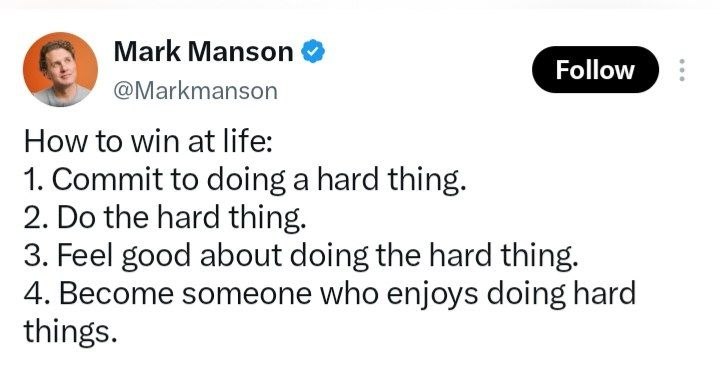 Mark Manson
@Markmanson
Follow
How to win at life:
1. Commit to doing a hard thing.
2. Do the hard thing.
3. Feel good about doing the hard thing.
4. Become someone who enjoys doing hard
things.